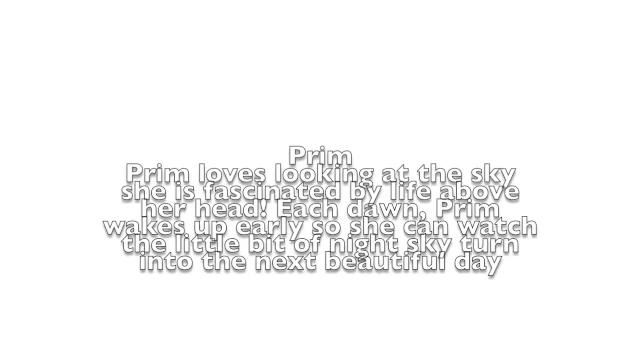 Prim
Prim loves looking at the sky
she is fascinated by life above
her head! Each dawn, Prim
wakes up early so she can watch
the little bit of night sky turn
into the next beautiful day